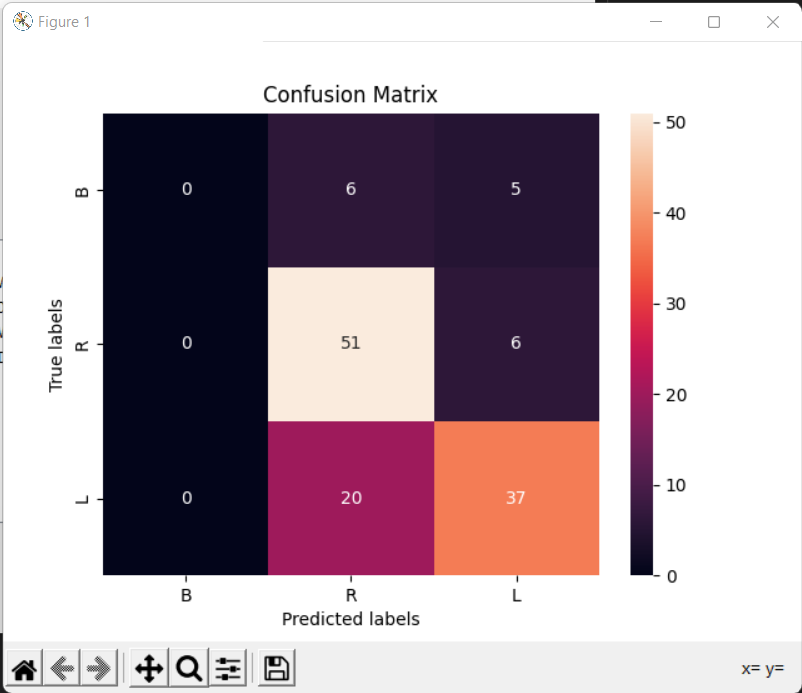 Figure 1
Confusion Matrix
B 0 6 5
R 0 51 6
L 0 20 37
B R L
Predicted labels
True labels
50
40
30
20
10
0
x= y=